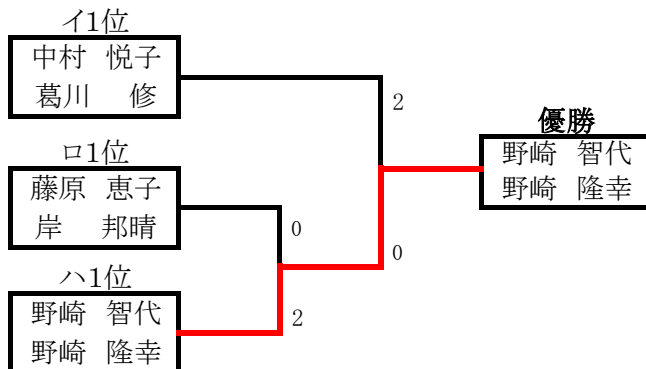 イ1位
中村 悦子
葛川 修
2
優勝
野崎 智代
野崎 隆幸
ロ1位
藤原 恵子
岸 邦晴
0
0
ハ1位
野崎 智代
野崎 隆幸
2